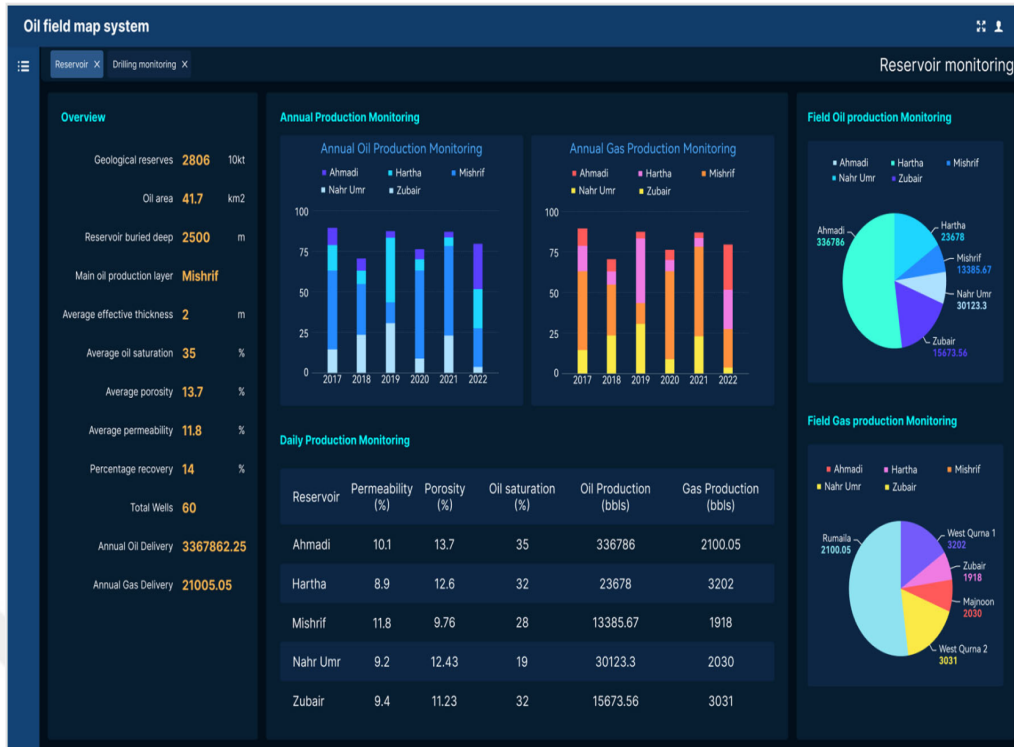 Oil field map system
Reservoir X Drilling monitoring X
Reservoir monitoring
Overview
Geological reserves 2806 10kt
Oil area 41.7 km2
Reservoir buried deep 2500 m
Main oil production layer Mishrif
Average effective thickness 2 m
Average oil saturation 35 %
Average porosity 13.7 %
Average permeability 11.8 %
Percentage recovery 14 %
Total Wells 60
Annual Oil Delivery 3367862.25
Annual Gas Delivery 21005.05
Annual Production Monitoring
Annual Oil Production Monitoring
Ahmadi Hartha Mishrif
Nahr Umr Zubair
100
75
50
25
0
2017 2018 2019 2020 2021 2022
Annual Gas Production Monitoring
Ahmadi Hartha Mishrif
Nahr Umr Zubair
100
75
50
25
0
2017 2018 2019 2020 2021 2022
Daily Production Monitoring
Reservoir Permeability (%) Porosity (%) Oil saturation (%) Oil Production (bbls) Gas Production (bbls)
Ahmadi 10.1 13.7 35 336786 2100.05
Hartha 8.9 12.6 32 23678 3202
Mishrif 11.8 9.76 28 13385.67 1918
Nahr Umr 9.2 12.43 19 30123.3 2030
Zubair 9.4 11.23 32 15673.56 3031
Field Oil production Monitoring
Ahmadi Hartha Mishrif
Nahr Umr Zubair
Ahmadi
336786
Hartha
23678
Mishrif
13385.67
Nahr Umr
30123.3
Zubair
15673.56
Field Gas production Monitoring
Ahmadi Hartha Mishrif
Nahr Umr Zubair
Rumaila
2100.05
West Qurna 1
3202
Zubair
1918
Majnoon
2030
West Qurna 2
3031